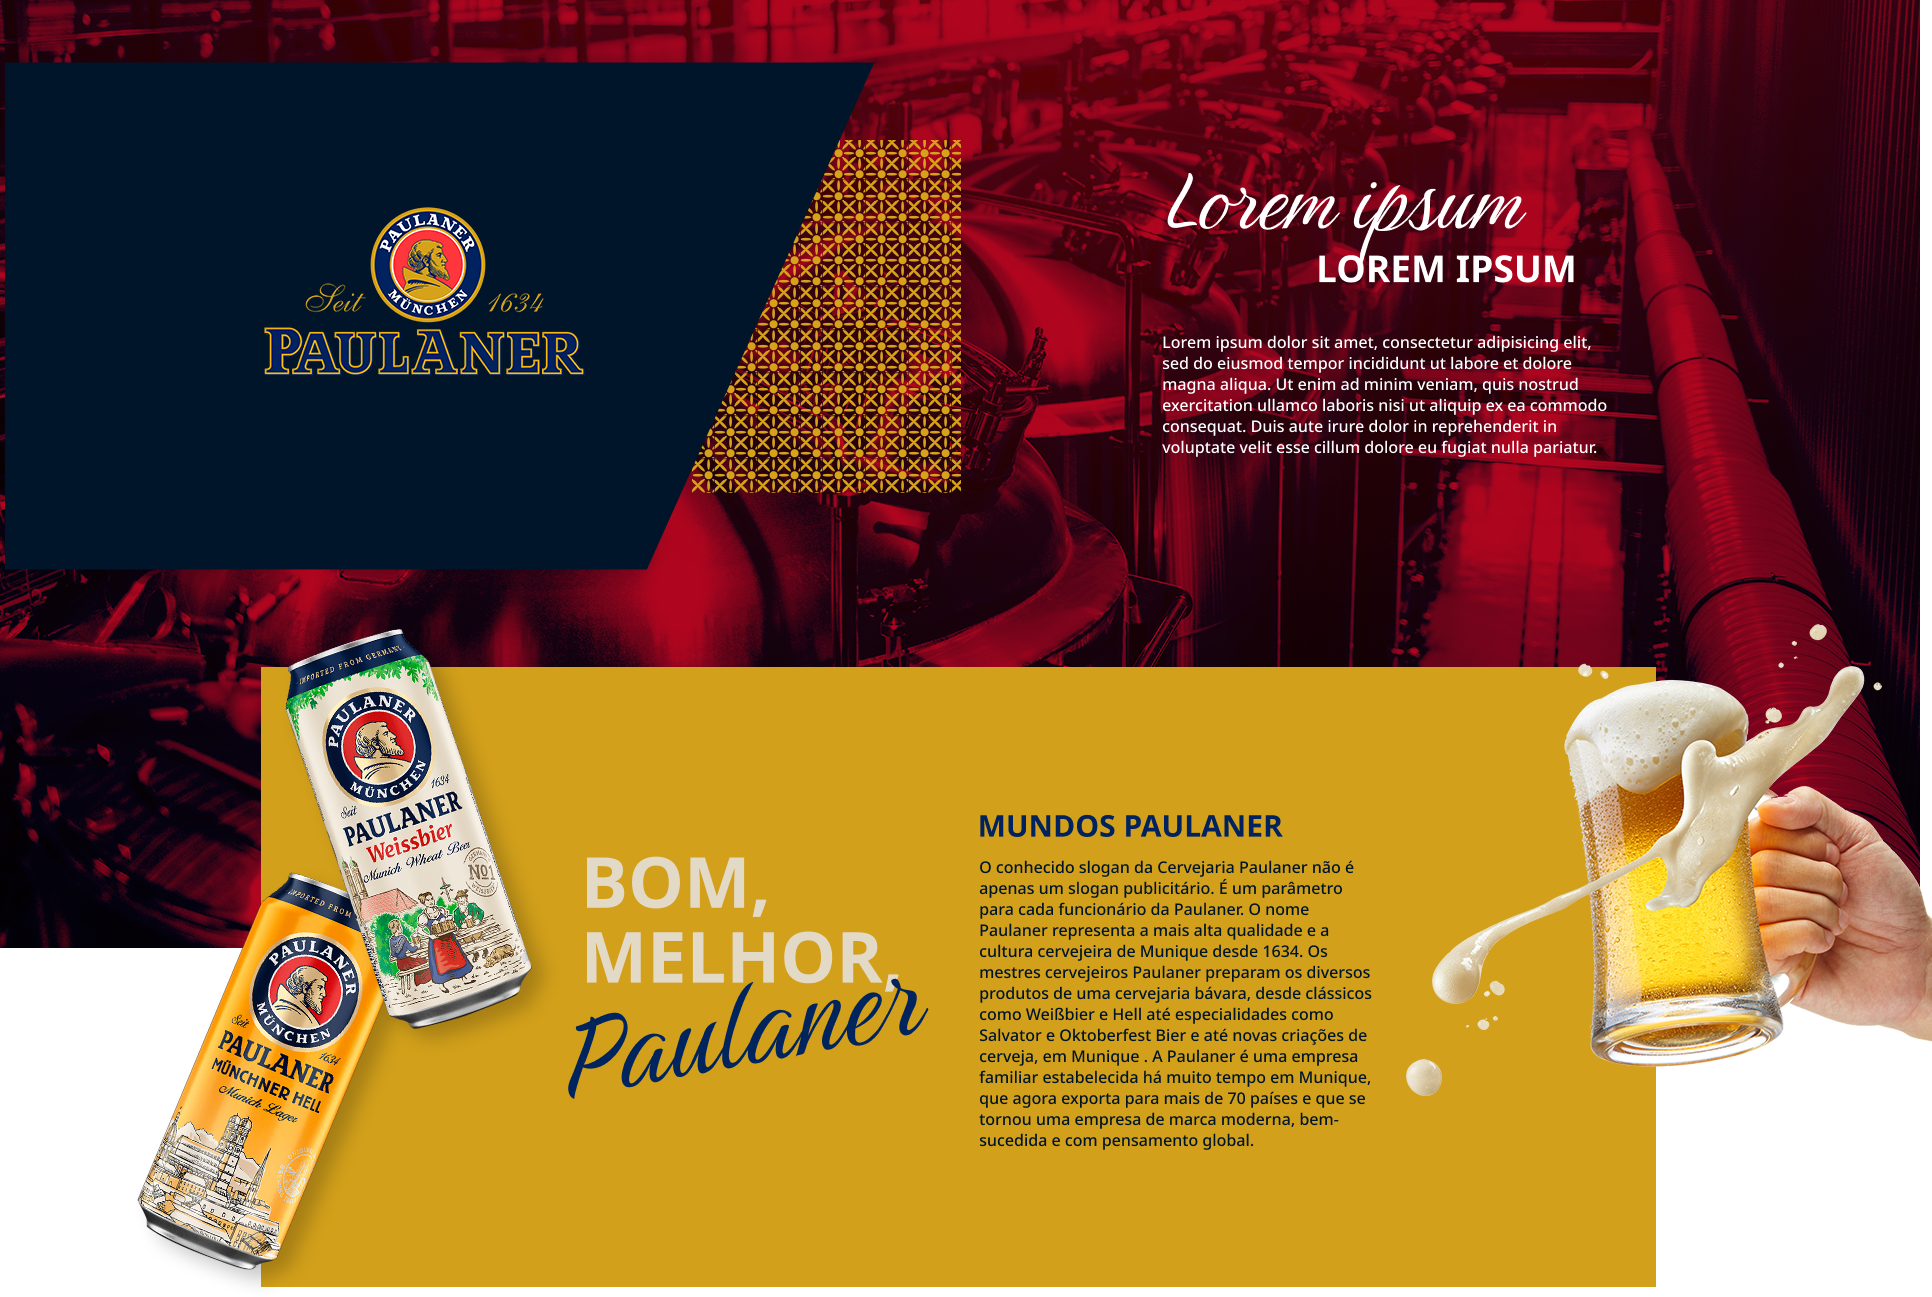 PAULANER
MÜNCHEN
Seit 1634
PAULANER
Lorem ipsum
LOREM IPSUM
Lorem ipsum dolor sit amet, consectetur adipisicing elit,
sed do eiusmod tempor incididunt ut labore et dolore
magna aliqua. Ut enim ad minim veniam, quis nostrud
exercitation ullamco laboris nisi ut aliquip ex ea commodo
consequat. Duis aute irure dolor in reprehenderit in
voluptate velit esse cillum dolore eu fugiat nulla pariatur.
IMPORTED FROM GERMANY
PAULANER
MÜNCHEN
Seit 1634
PAULANER
Weissbier
Munich Wheat Beer
Nº1
IMPORTED FROM
PAULANER
MÜNCHEN
Seit 1634
PAULANER
MÜNCHNER HELL
Munich Lager
BOM,
MELHOR,
Paulaner
MUNDOS PAULANER
O conhecido slogan da Cervejaria Paulaner não é
apenas um slogan publicitário. É um parâmetro
para cada funcionário da Paulaner. O nome
Paulaner representa a mais alta qualidade e a
cultura cervejeira de Munique desde 1634. Os
mestres cervejeiros Paulaner preparam os diversos
produtos de uma cervejaria bávara, desde clássicos
como Weißbier e Hell até especialidades como
Salvator e Oktoberfest Bier e até novas criações de
cerveja, em Munique . A Paulaner é uma empresa
familiar estabelecida há muito tempo em Munique,
que agora exporta para mais de 70 países e que se
tornou uma empresa de marca moderna, bem-
sucedida e com pensamento global.